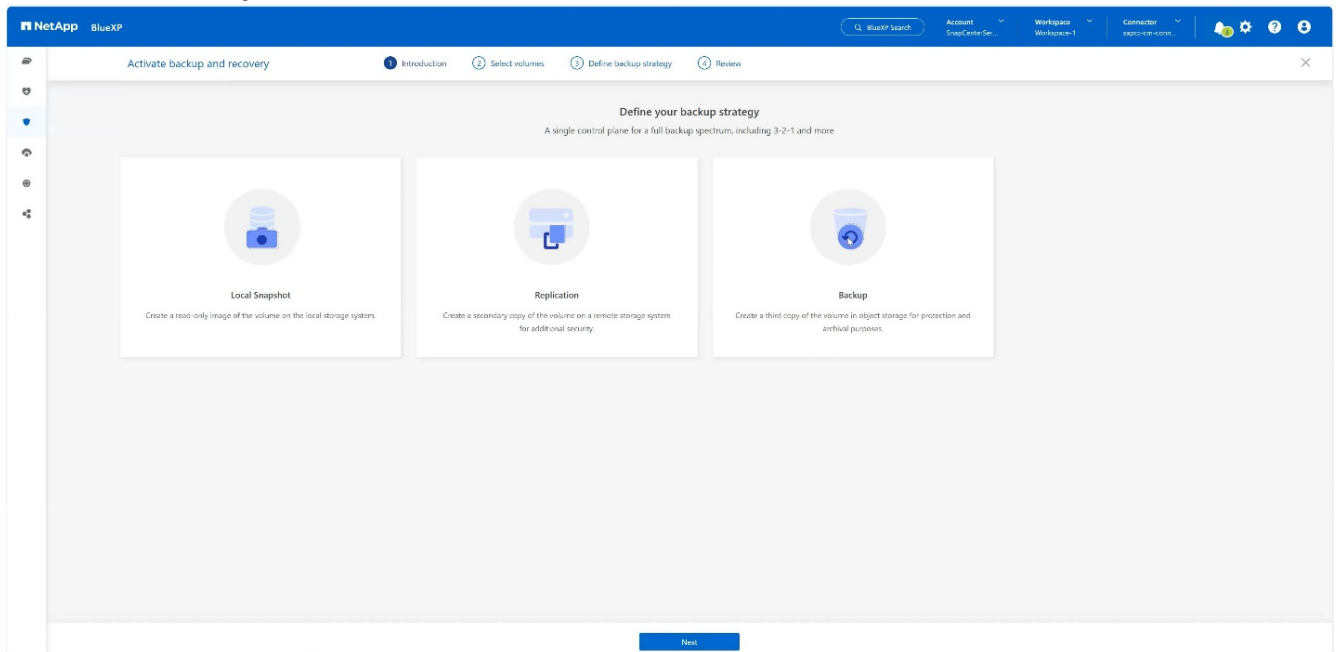 NetApp BlueXP
BlueXP Search
Account
SnapCenterSer...
Workspace
Workspace-1
Connector
sapcc-cm-conn...
Activate backup and recovery
1 Introduction
2 Select volumes
3 Define backup strategy
4 Review
Define your backup strategy
A single control plane for a full backup spectrum, including 3-2-1 and more
Local Snapshot
Create a read-only image of the volume on the local storage system.
Replication
Create a secondary copy of the volume on a remote storage system
for additional security.
Backup
Create a third copy of the volume in object storage for protection and
archival purposes.
Next